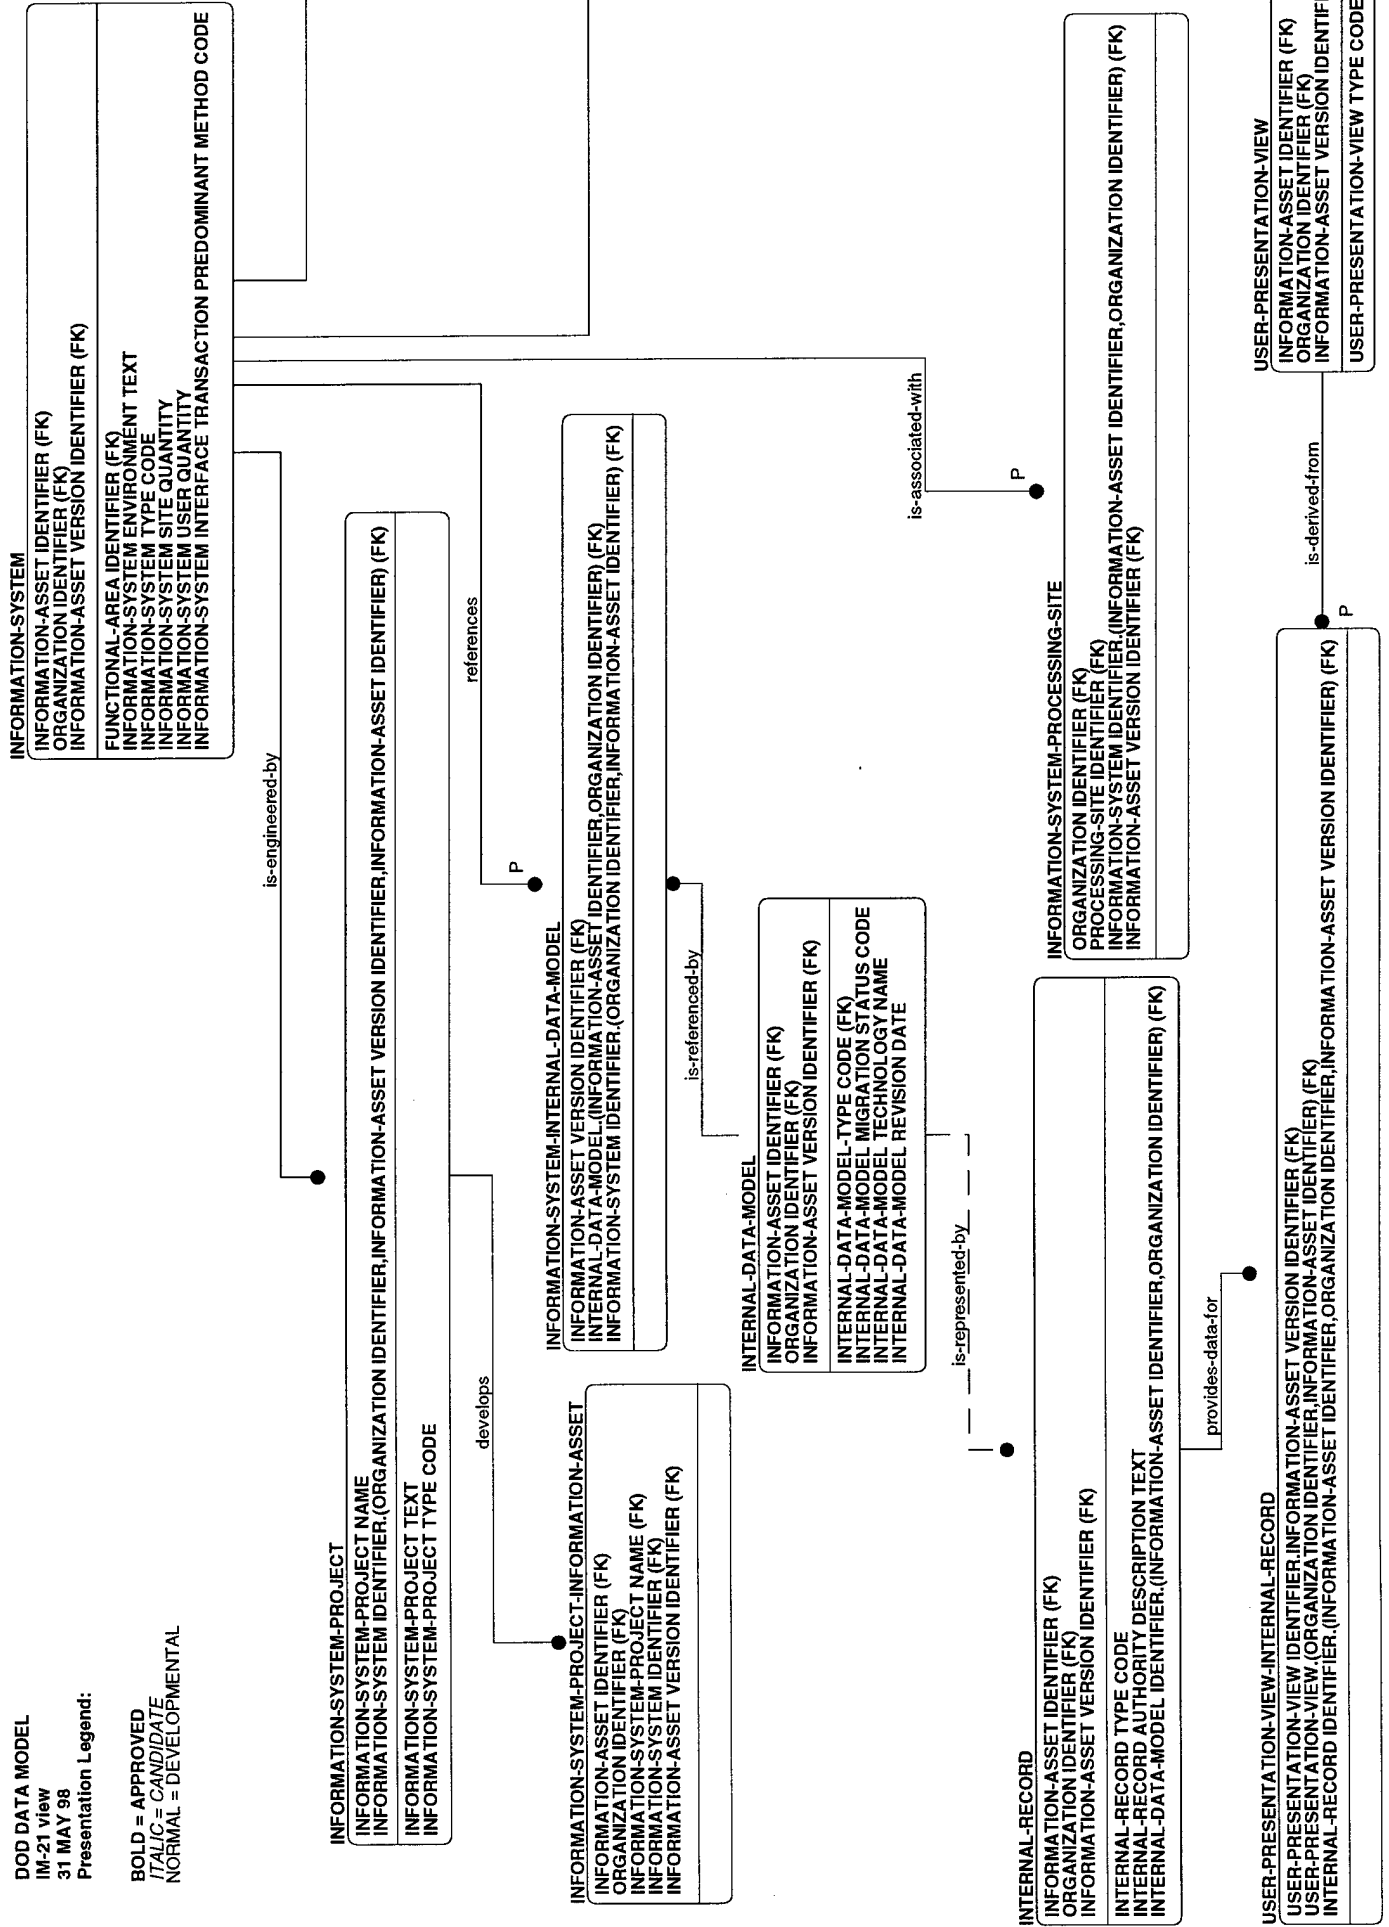 DOD DATA MODEL
IM-21 view
31 MAY 98
Presentation Legend:
BOLD = APPROVED
ITALIC = CANDIDATE
NORMAL = DEVELOPMENTAL
INFORMATION-SYSTEM
INFORMATION-ASSET IDENTIFIER (FK)
ORGANIZATION IDENTIFIER (FK)
INFORMATION-ASSET VERSION IDENTIFIER (FK)
FUNCTIONAL-AREA IDENTIFIER (FK)
INFORMATION-SYSTEM ENVIRONMENT TEXT
INFORMATION-SYSTEM TYPE CODE
INFORMATION-SYSTEM SITE QUANTITY
INFORMATION-SYSTEM USER QUANTITY
INFORMATION-SYSTEM INTERFACE TRANSACTION PREDOMINANT METHOD CODE
is-engineered-by
INFORMATION-SYSTEM-PROJECT
INFORMATION-SYSTEM-PROJECT NAME
INFORMATION-SYSTEM IDENTIFIER.(ORGANIZATION IDENTIFIER,INFORMATION-ASSET VERSION IDENTIFIER,INFORMATION-ASSET IDENTIFIER) (FK)
INFORMATION-SYSTEM-PROJECT TEXT
INFORMATION-SYSTEM-PROJECT TYPE CODE
references
P
develops
INFORMATION-SYSTEM-INTERNAL-DATA-MODEL
INFORMATION-ASSET VERSION IDENTIFIER (FK)
INTERNAL-DATA-MODEL.(INFORMATION-ASSET IDENTIFIER,ORGANIZATION IDENTIFIER) (FK)
INFORMATION-SYSTEM IDENTIFIER.(ORGANIZATION IDENTIFIER,INFORMATION-ASSET IDENTIFIER) (FK)
INFORMATION-SYSTEM-PROJECT-INFORMATION-ASSET
INFORMATION-ASSET IDENTIFIER (FK)
ORGANIZATION IDENTIFIER (FK)
INFORMATION-SYSTEM-PROJECT NAME (FK)
INFORMATION-SYSTEM IDENTIFIER (FK)
INFORMATION-ASSET VERSION IDENTIFIER (FK)
is-referenced-by
INTERNAL-DATA-MODEL
INFORMATION-ASSET IDENTIFIER (FK)
ORGANIZATION IDENTIFIER (FK)
INFORMATION-ASSET VERSION IDENTIFIER (FK)
INTERNAL-DATA-MODEL-TYPE CODE (FK)
INTERNAL-DATA-MODEL MIGRATION STATUS CODE
INTERNAL-DATA-MODEL TECHNOLOGY NAME
INTERNAL-DATA-MODEL REVISION DATE
is-associated-with
P
is-represented-by
INFORMATION-SYSTEM-PROCESSING-SITE
ORGANIZATION IDENTIFIER (FK)
PROCESSING-SITE IDENTIFIER (FK)
INFORMATION-SYSTEM IDENTIFIER.(INFORMATION-ASSET IDENTIFIER,ORGANIZATION IDENTIFIER) (FK)
INFORMATION-ASSET VERSION IDENTIFIER (FK)
INTERNAL-RECORD
INFORMATION-ASSET IDENTIFIER (FK)
ORGANIZATION IDENTIFIER (FK)
INFORMATION-ASSET VERSION IDENTIFIER (FK)
INTERNAL-RECORD TYPE CODE
INTERNAL-RECORD AUTHORITY DESCRIPTION TEXT
INTERNAL-DATA-MODEL IDENTIFIER.(INFORMATION-ASSET IDENTIFIER,ORGANIZATION IDENTIFIER) (FK)
provides-data-for
USER-PRESENTATION-VIEW
INFORMATION-ASSET IDENTIFIER (FK)
ORGANIZATION IDENTIFIER (FK)
INFORMATION-ASSET VERSION
USER-PRESENTATION-VIEW TYPE CODE
is-derived-from
P
USER-PRESENTATION-VIEW-INTERNAL-RECORD
USER-PRESENTATION-VIEW IDENTIFIER.INFORMATION-ASSET VERSION IDENTIFIER (FK)
USER-PRESENTATION-VIEW.(ORGANIZATION IDENTIFIER,INFORMATION-ASSET IDENTIFIER) (FK)
INTERNAL-RECORD IDENTIFIER.(INFORMATION-ASSET IDENTIFIER,ORGANIZATION IDENTIFIER,INFORMATION-ASSET VERSION IDENTIFIER) (FK)